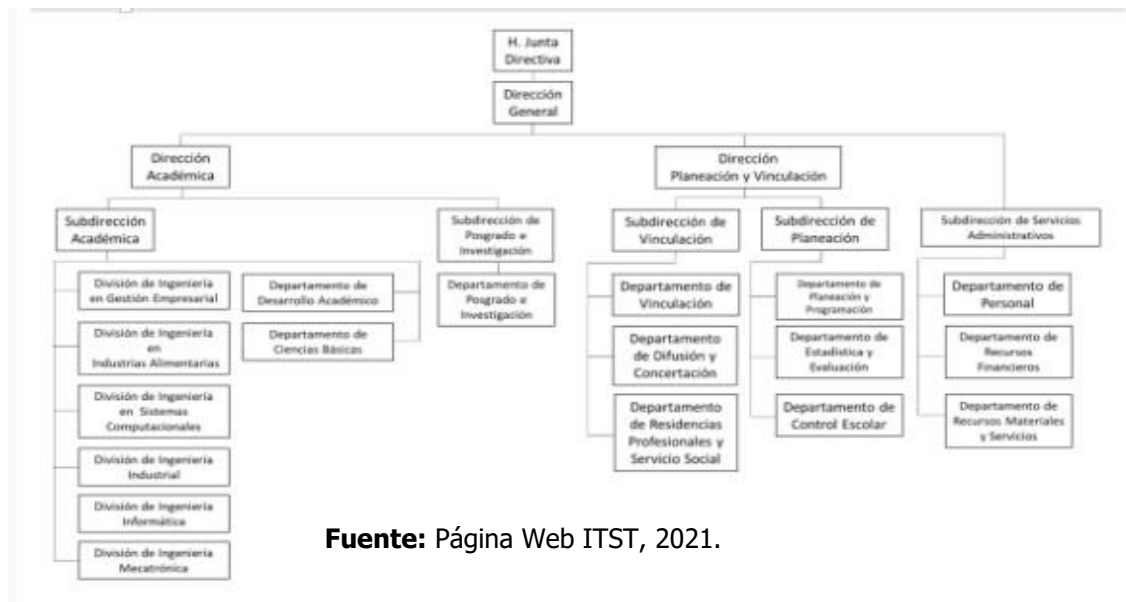 H. Junta
Directiva
Dirección
General
Dirección
Académica
Dirección
Planeación y Vinculación
Subdirección
Académica
Subdirección de
Posgrado e
Investigación
Subdirección de
Vinculación
Subdirección de
Planeación
Subdirección de Servicios
Administrativos
División de Ingeniería
en Gestión Empresarial
División de Ingeniería
en
Industrias Alimentarias
División de Ingeniería
en Sistemas
Computacionales
División de Ingeniería
Industrial
División de Ingeniería
Informática
División de Ingeniería
Mecatrónica
Departamento de
Desarrollo Académico
Departamento de
Ciencias Básicas
Departamento de
Posgrado e
Investigación
Departamento de
Vinculación
Departamento
de Difusión y
Concertación
Departamento
de Residencias
Profesionales y
Servicio Social
Departamento de
Planeación y
Programación
Departamento de
Estadística y
Evaluación
Departamento de
Control Escolar
Departamento de
Personal
Departamento de
Recursos
Financieros
Departamento de
Recursos Materiales
y Servicios
Fuente: Página Web ITST, 2021.